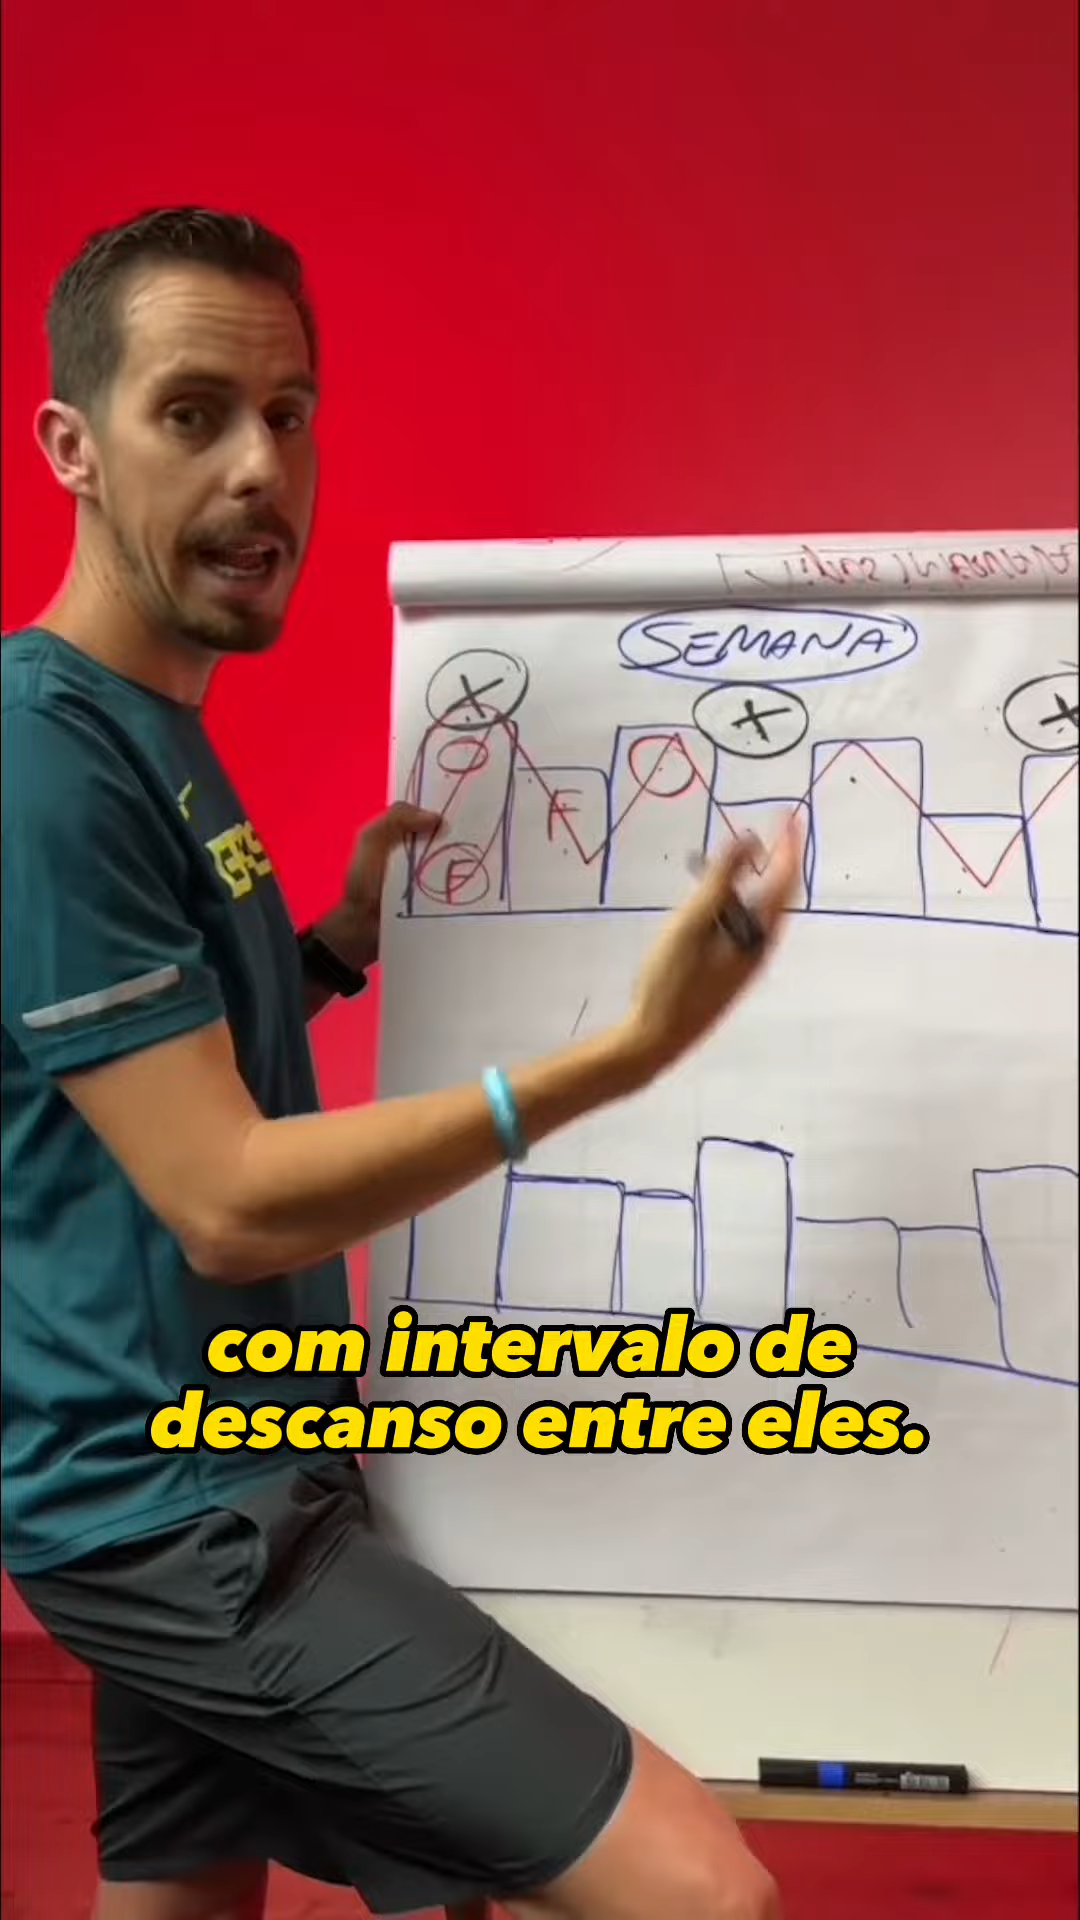 SEMANA
X
X
X
O
F
O
F
com intervalo de
descanso entre eles.